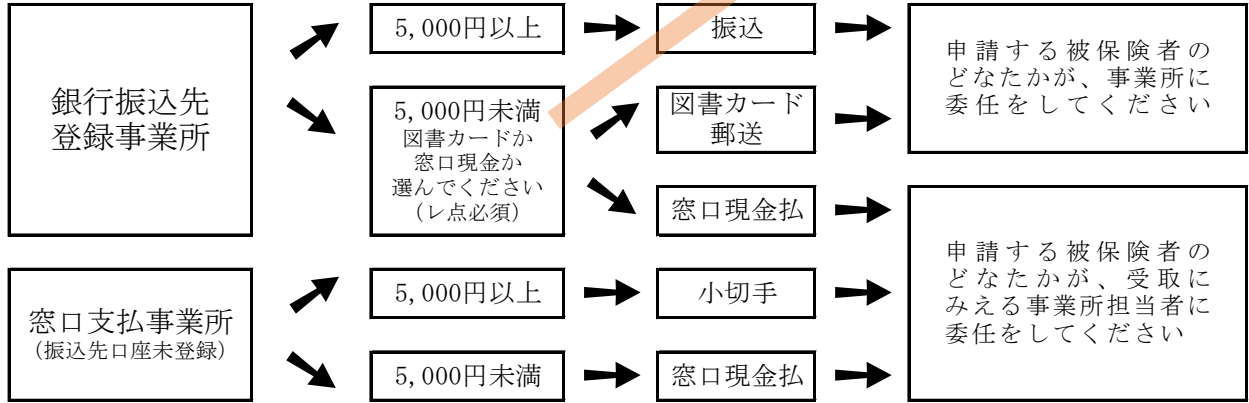 銀行振込先
登録事業所
5,000円以上
振込
申請する被保険者の
どなたかが、事業所に
委任をしてください
5,000円未満
図書カードか
窓口現金か
選んでください
(レ点必須)
図書カード
郵送
窓口現金払
窓口支払事業所
(振込先口座未登録)
5,000円以上
小切手
申請する被保険者の
どなたかが、受取に
みえる事業所担当者に
委任をしてください
5,000円未満
窓口現金払